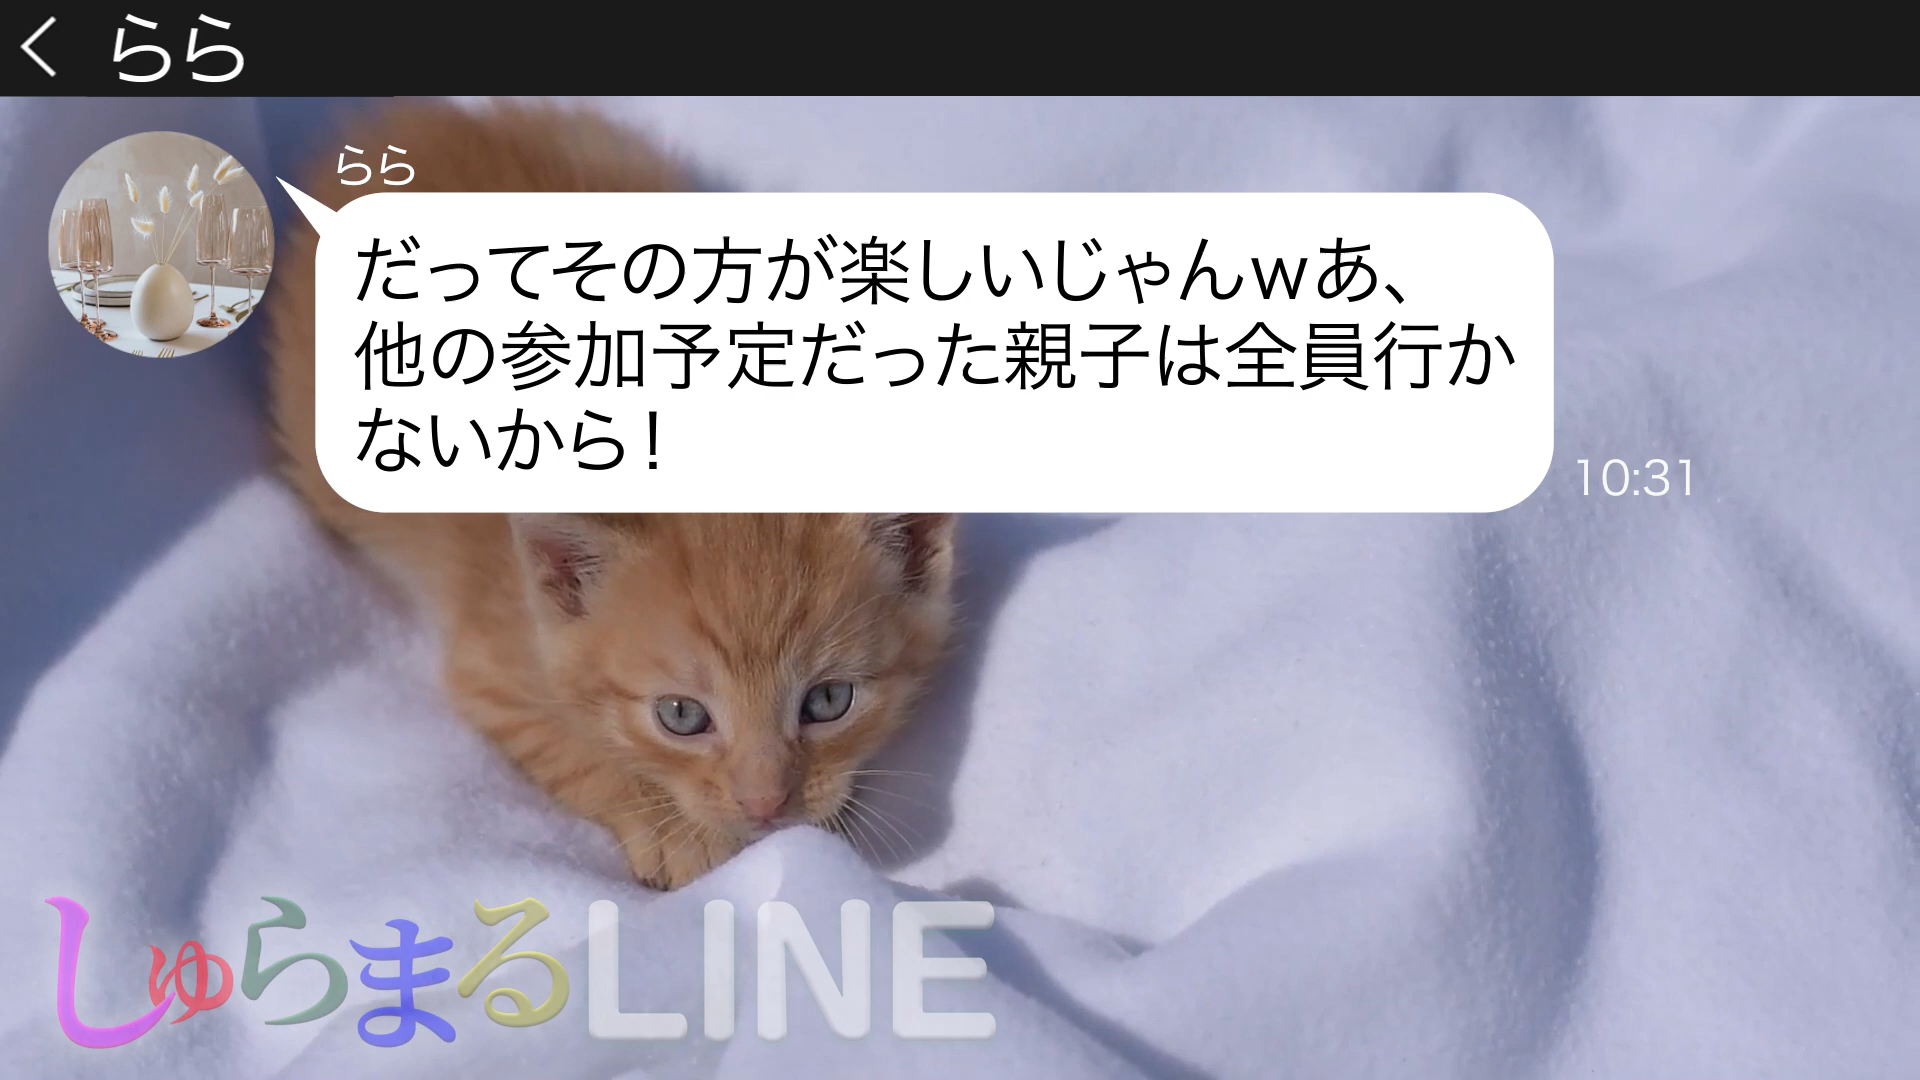 らら
らら
だってその方が楽しいじゃんwあ、
他の参加予定だった親子は全員行か
ないから！
10:31
しゅらまるLINE